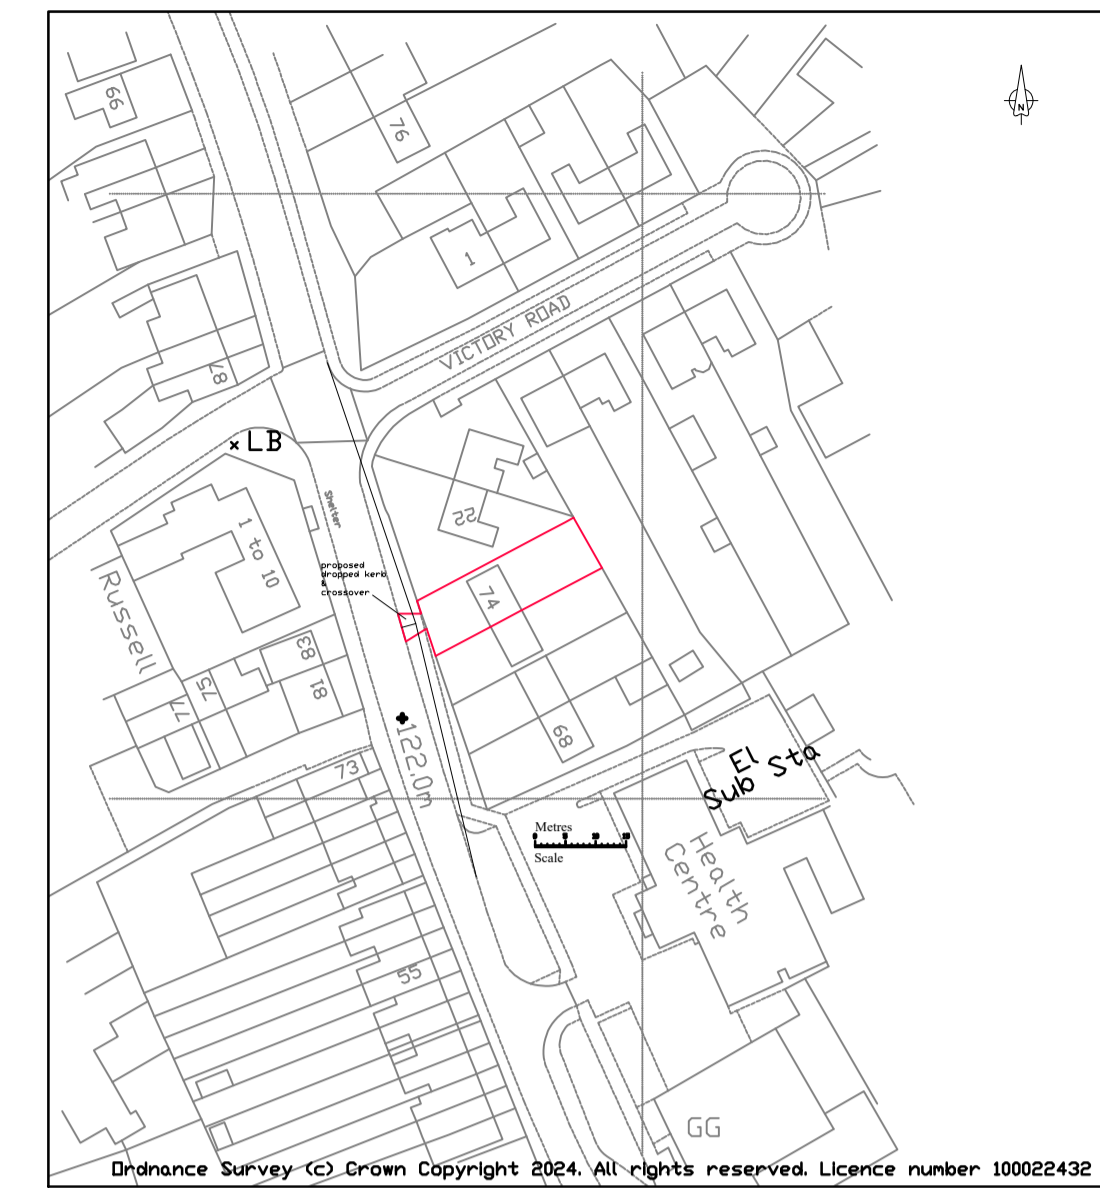 66
76
N
1
VICTORY ROAD
87
LB
Shelter
22
1 to 10
proposed
dropped kerb
&
crossover
74
Russell
83
81
75
77
68
122.0m
73
El
Sub Sta
Metres
Scale
Health
Centre
55
GG
Ordnance Survey (c) Crown Copyright 2024. All rights reserved. Licence number 100022432